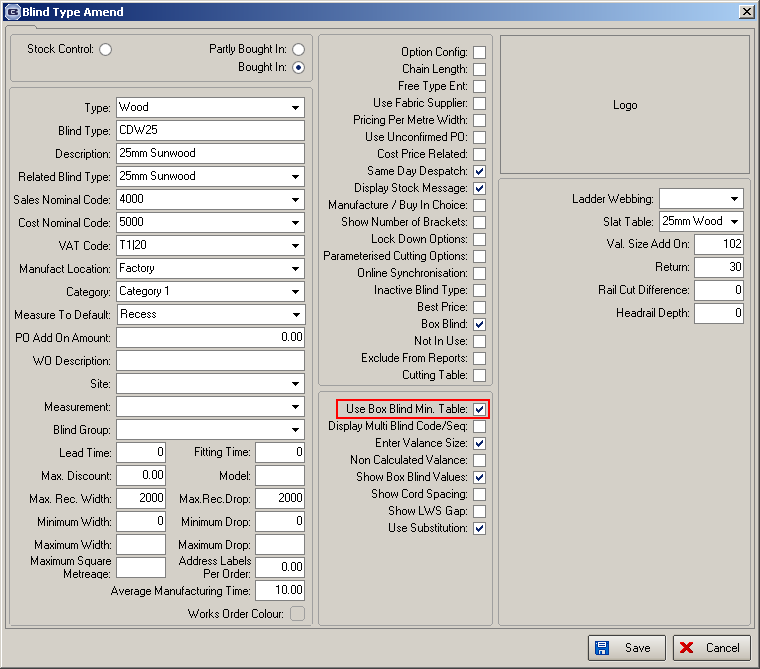 Blind Type Amend
Stock Control:
Partly Bought In:
Bought In:
Type: Wood
Blind Type: CDW25
Description: 25mm Sunwood
Related Blind Type: 25mm Sunwood
Sales Nominal Code: 4000
Cost Nominal Code: 5000
VAT Code: T1|20
Manufact Location: Factory
Category: Category 1
Measure To Default: Recess
PO Add On Amount: 0.00
WO Description:
Site:
Measurement:
Blind Group:
Lead Time: 0 Fitting Time: 0
Max. Discount: 0.00 Model:
Max. Rec. Width: 2000 Max.Rec.Drop: 2000
Minimum Width: 0 Minimum Drop: 0
Maximum Width: Maximum Drop:
Maximum Square Metreage:
Address Labels Per Order: 0.00
Average Manufacturing Time: 10.00
Works Order Colour:
Option Config:
Chain Length:
Free Type Ent:
Use Fabric Supplier:
Pricing Per Metre Width:
Use Unconfirmed PO:
Cost Price Related:
Same Day Despatch:
Display Stock Message:
Manufacture / Buy In Choice:
Show Number of Brackets:
Lock Down Options:
Parameterised Cutting Options:
Online Synchronisation:
Inactive Blind Type:
Best Price:
Box Blind:
Not In Use:
Exclude From Reports:
Cutting Table:
Use Box Blind Min. Table:
Display Multi Blind Code/Seq:
Enter Valance Size:
Non Calculated Valance:
Show Box Blind Values:
Show Cord Spacing:
Show LWS Gap:
Use Substitution:
Logo
Ladder Webbing:
Slat Table: 25mm Wood
Val. Size Add On: 102
Return: 30
Rail Cut Difference: 0
Headrail Depth: 0
Save
Cancel